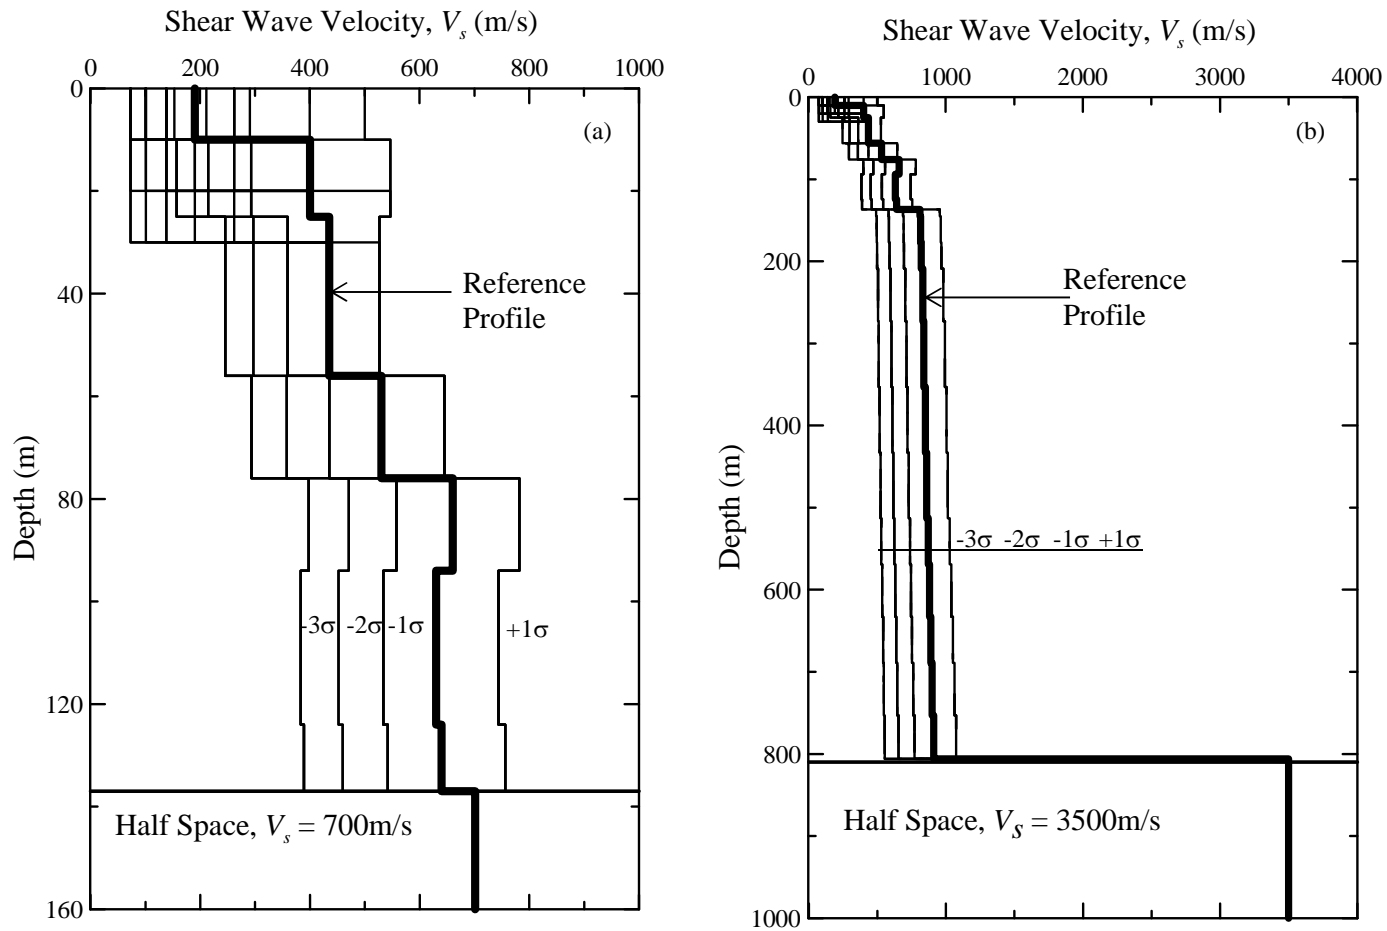 Shear Wave Velocity, Vs (m/s)
0 200 400 600 800 1000
0
40
80
120
160
Depth (m)
(a)
Reference
Profile
-3σ -2σ -1σ +1σ
Half Space, Vs = 700m/s
Shear Wave Velocity, Vs (m/s)
0 1000 2000 3000 4000
0
200
400
600
800
1000
Depth (m)
(b)
Reference
Profile
-3σ -2σ -1σ +1σ
Half Space, VS = 3500m/s